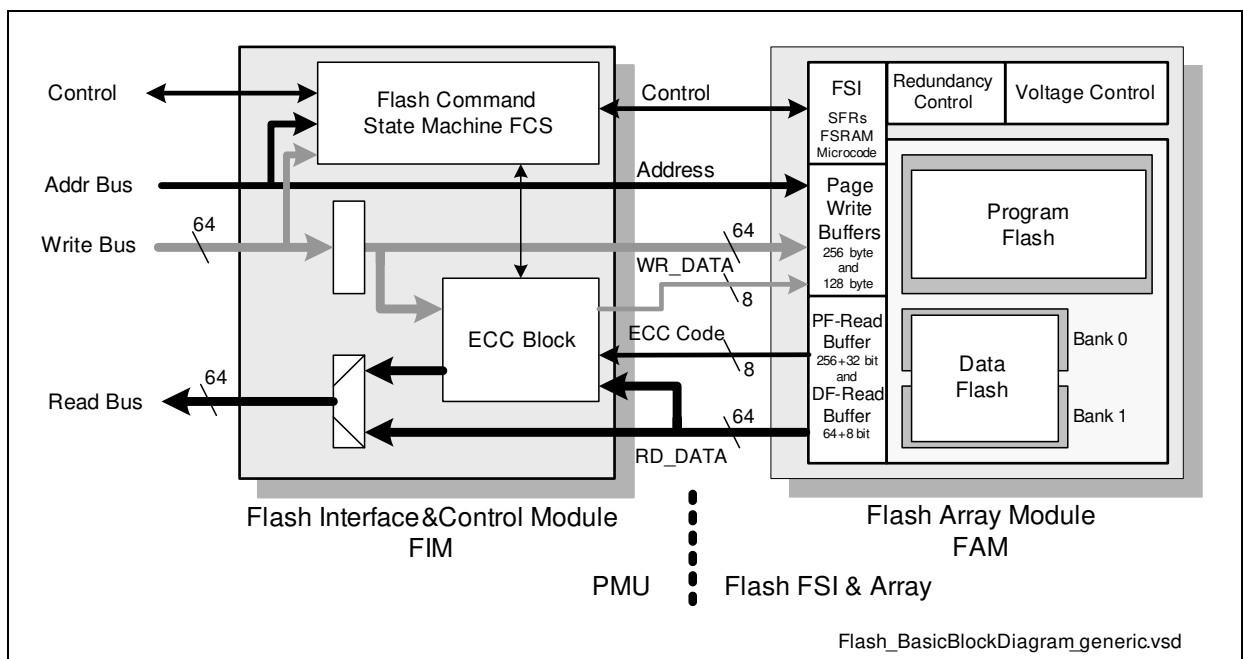 Control
Addr Bus
64
Write Bus
64
Read Bus
Flash Command
State Machine FCS
ECC Block
Control
Address
64
WR_DATA
8
ECC Code
8
64
RD_DATA
FSI
SFRs
FSRAM
Microcode
Redundancy
Control
Voltage Control
Page
Write
Buffers
256 byte
and
128 byte
PF-Read
Buffer
256+32 bit
and
DF-Read
Buffer
64+8 bit
Program
Flash
Data
Flash
Bank 0
Bank 1
Flash Interface&Control Module
FIM
Flash Array Module
FAM
PMU
Flash FSI & Array
Flash_BasicBlockDiagram_generic.vsd